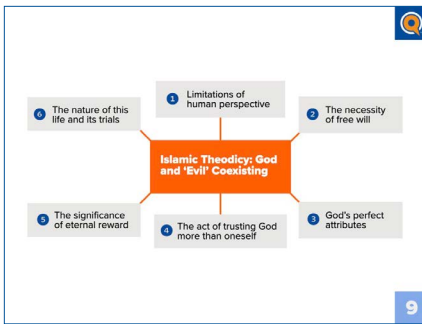 1 Limitations of
human perspective
2 The necessity
of free will
3 God's perfect
attributes
4 The act of trusting God
more than oneself
5 The significance
of eternal reward
6 The nature of this
life and its trials
Islamic Theodicy: God
and ‘Evil’ Coexisting
9